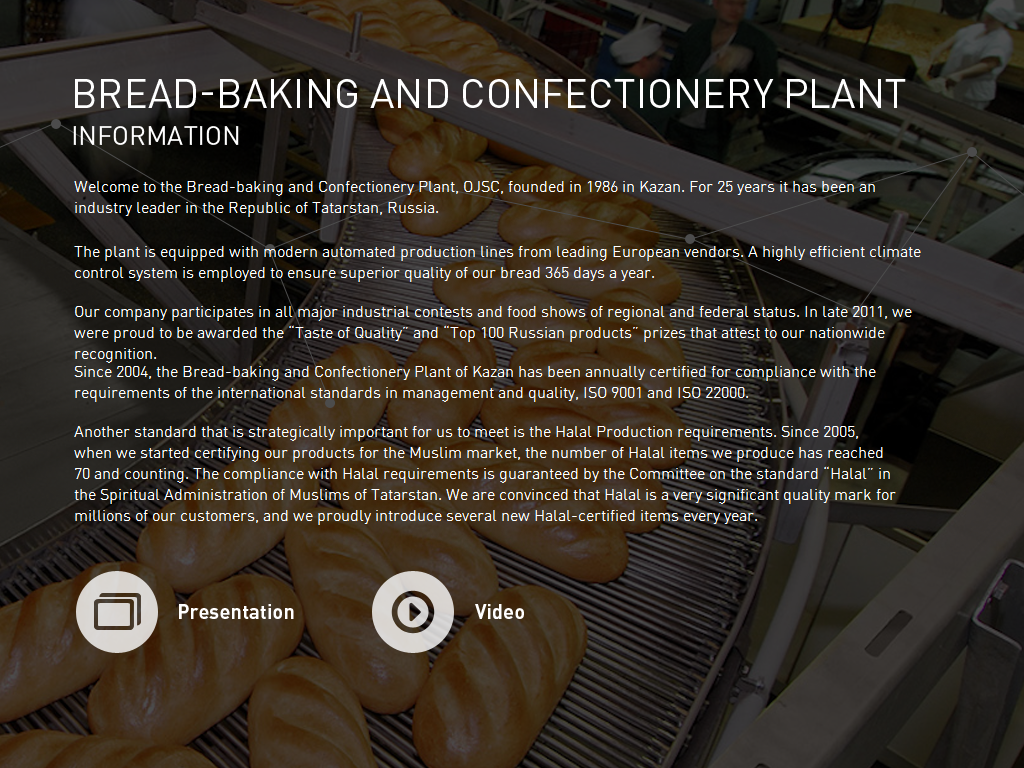 BREAD-BAKING AND CONFECTIONERY PLANT
INFORMATION
Welcome to the Bread-baking and Confectionery Plant, OJSC, founded in 1986 in Kazan. For 25 years it has been an
industry leader in the Republic of Tatarstan, Russia.
The plant is equipped with modern automated production lines from leading European vendors. A highly efficient climate
control system is employed to ensure superior quality of our bread 365 days a year.
Our company participates in all major industrial contests and food shows of regional and federal status. In late 2011, we
were proud to be awarded the “Taste of Quality” and “Top 100 Russian products” prizes that attest to our nationwide
recognition.
Since 2004, the Bread-baking and Confectionery Plant of Kazan has been annually certified for compliance with the
requirements of the international standards in management and quality, ISO 9001 and ISO 22000.
Another standard that is strategically important for us to meet is the Halal Production requirements. Since 2005,
when we started certifying our products for the Muslim market, the number of Halal items we produce has reached
70 and counting. The compliance with Halal requirements is guaranteed by the Committee on the standard “Halal” in
the Spiritual Administration of Muslims of Tatarstan. We are convinced that Halal is a very significant quality mark for
millions of our customers, and we proudly introduce several new Halal-certified items every year.
Presentation
Video